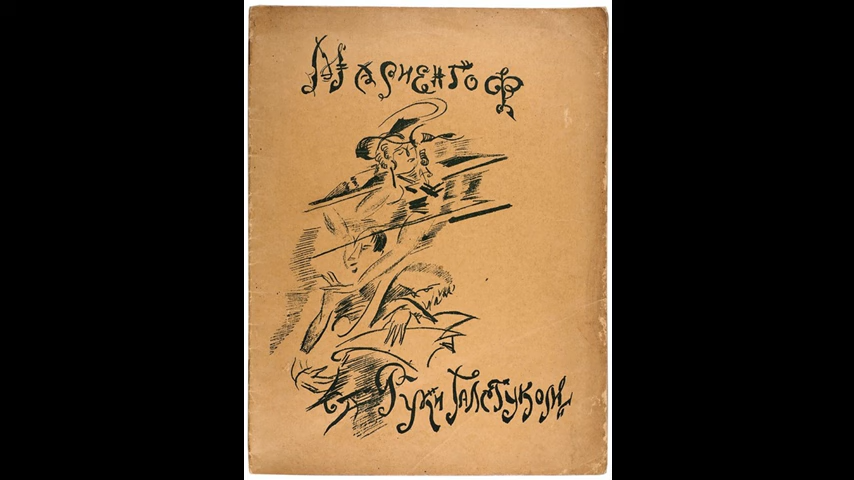 Мариенгоф
Руки Галстуком